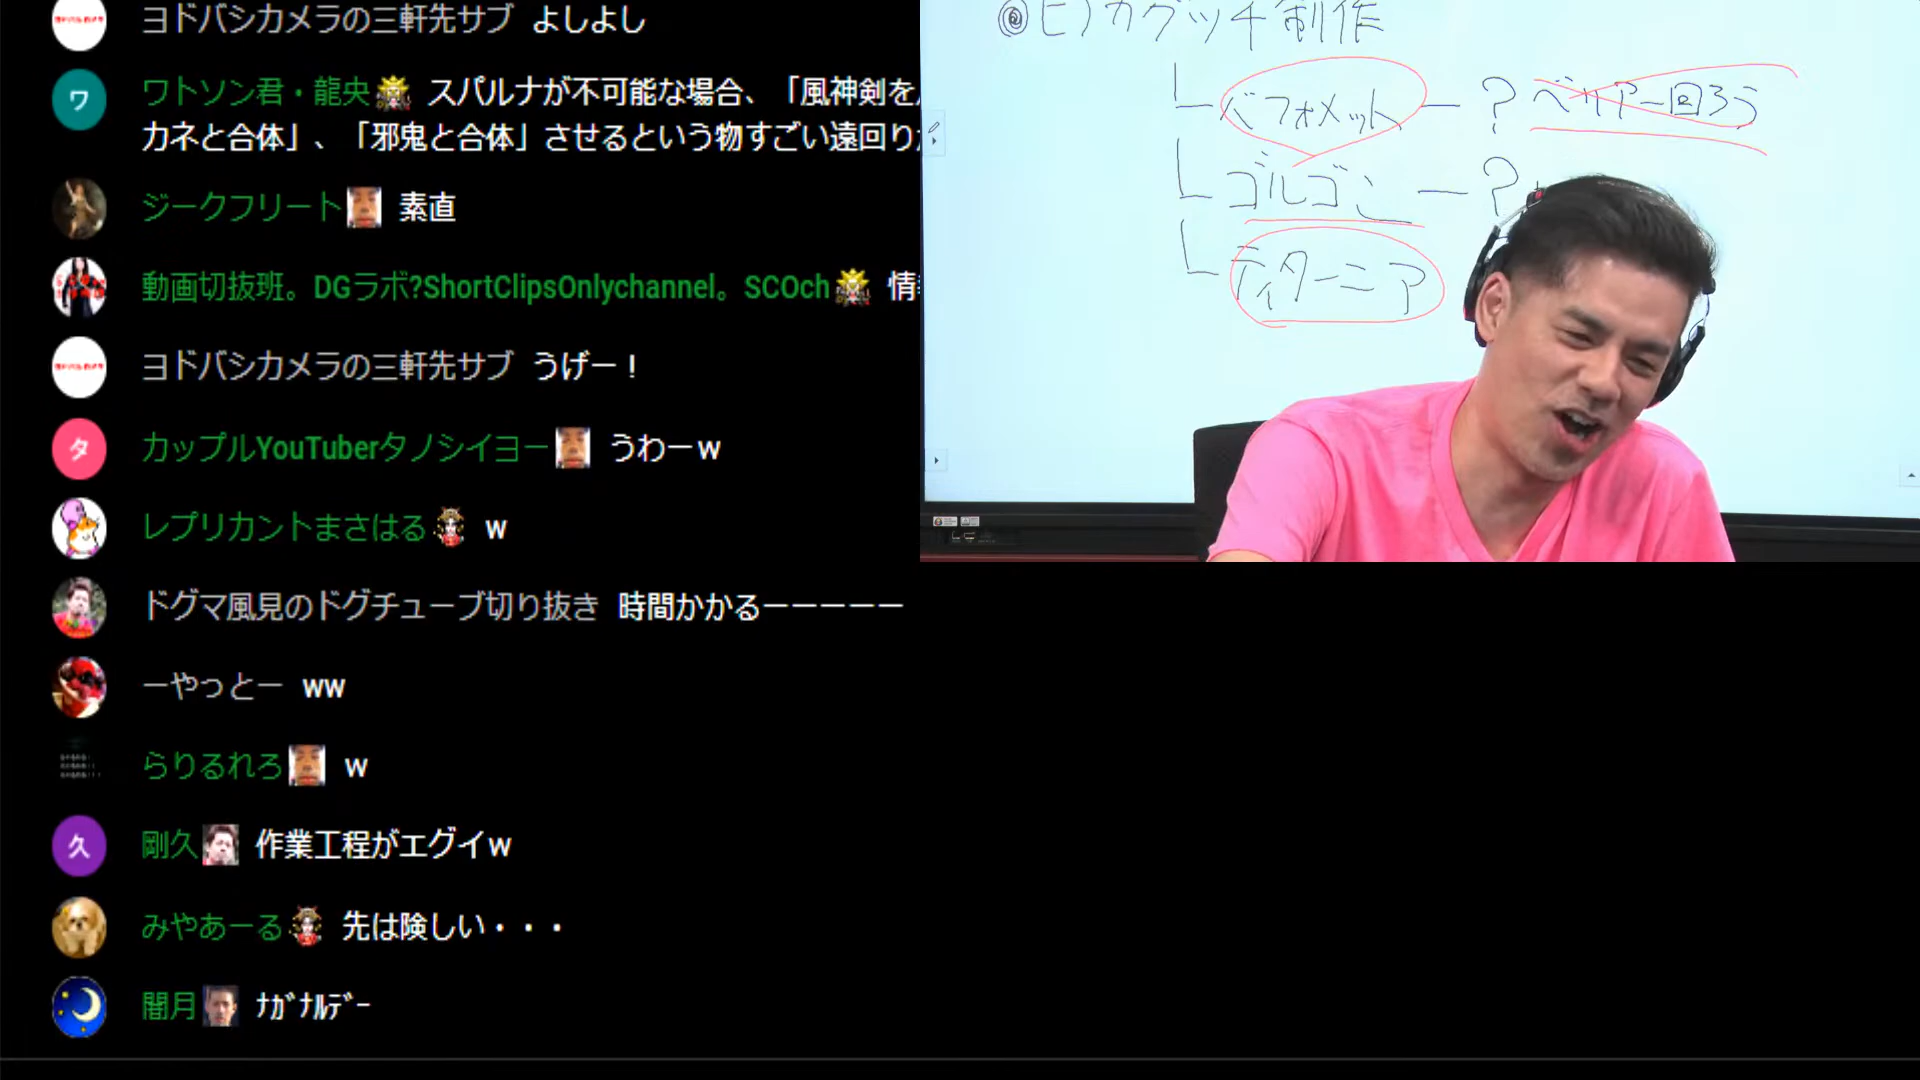 ヨドバシカメラの三軒先サブ よしよし
ワ ワトソン君・龍央 スパルナが不可能な場合、「風神剣を
カネと合体」、「邪鬼と合体」させるという物すごい遠回り
ジークフリート 素直
動画切抜班。DGラボ?ShortClipsOnlychannel。SCOch 情
ヨドバシカメラの三軒先サブ うげー！
タ カップルYouTuberタノシイヨー うわーw
レプリカントまさはる w
ドグマ風見のドグチューブ切り抜き 時間かかるーーーーー
ーやっとー ww
らりるれろ w
久 剛久 作業工程がエグイw
みやあーる 先は険しい・・・
闇月 ﾅｶﾞﾅﾙﾃﾞｰ
◎ヒノカグツチ制作
バフォメット ー ? ベリアー回ろう
ゴルゴン ー ?
ティターニア